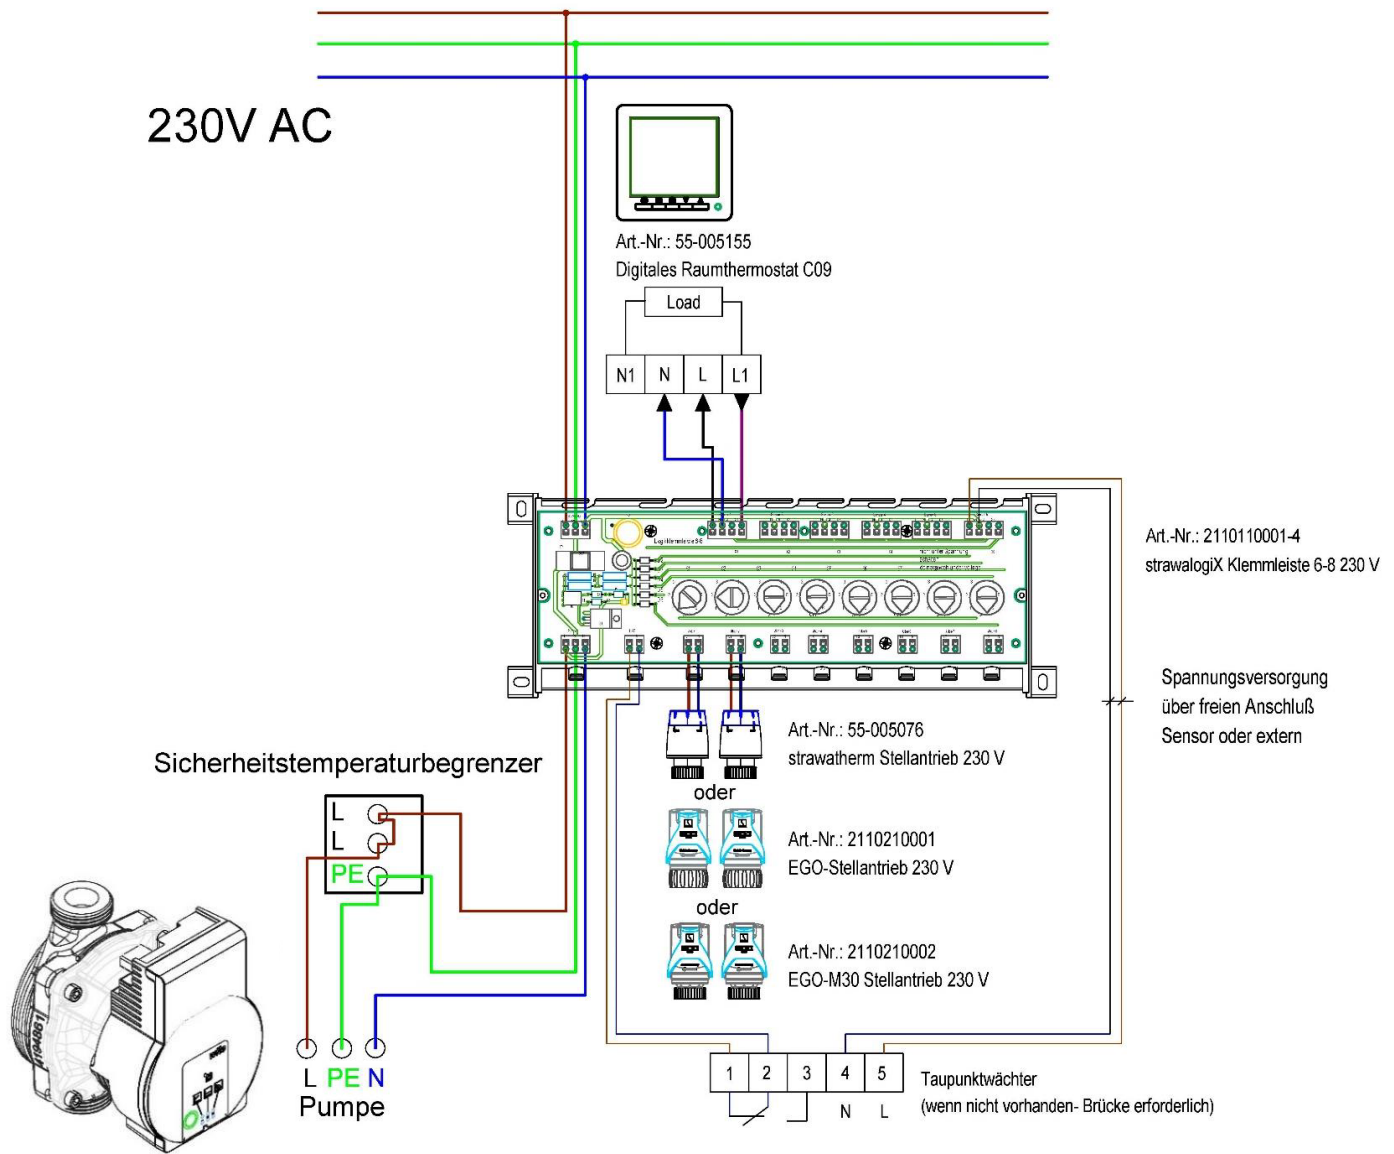 230V AC
Art.-Nr.: 55-005155
Digitales Raumthermostat C09
Load
N1 N L L1
Art.-Nr.: 2110110001-4
strawalogiX Klemmleiste 6-8 230 V
Spannungsversorgung
über freien Anschluß
Sensor oder extern
Art.-Nr.: 55-005076
strawatherm Stellantrieb 230 V
oder
Sicherheitstemperaturbegrenzer
L
L
PE
Art.-Nr.: 2110210001
EGO-Stellantrieb 230 V
oder
Art.-Nr.: 2110210002
EGO-M30 Stellantrieb 230 V
L PE N
Pumpe
1 2 3 4 5
N L
Taupunktwächter
(wenn nicht vorhanden- Brücke erforderlich)